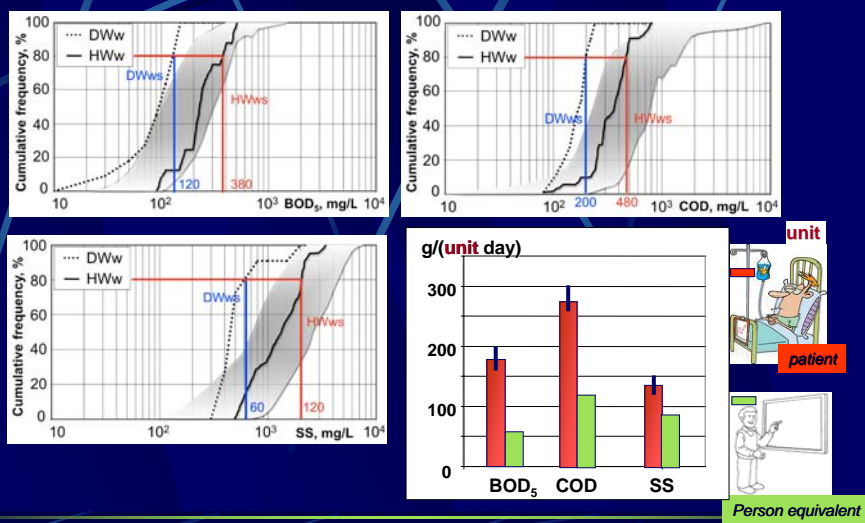 Cumulative frequency, %
100
80
60
40
20
0
DWw
HWw
DWws
HWws
120
380
10
10²
10³
BOD₅, mg/L
10⁴
Cumulative frequency, %
100
80
60
40
20
0
DWw
HWw
DWws
HWws
200
480
10
10²
10³
COD, mg/L
10⁴
Cumulative frequency, %
100
80
60
40
20
0
DWw
HWw
DWws
HWws
60
120
10
10²
10³
SS, mg/L
10⁴
g/(unit day)
300
200
100
0
BOD₅ COD SS
unit
patient
Person equivalent